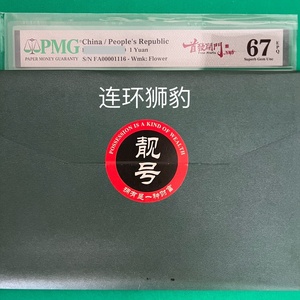 PMG
PAPER MONEY GUARANTY
China / People's Republic
1 Yuan
S/N FA00001116 - Wmk: Flower
67
EPQ
Superb Gem Unc
连环狮豹
POSSESSION IS A KIND OF WEALTH
靓号
拥有是一种财富